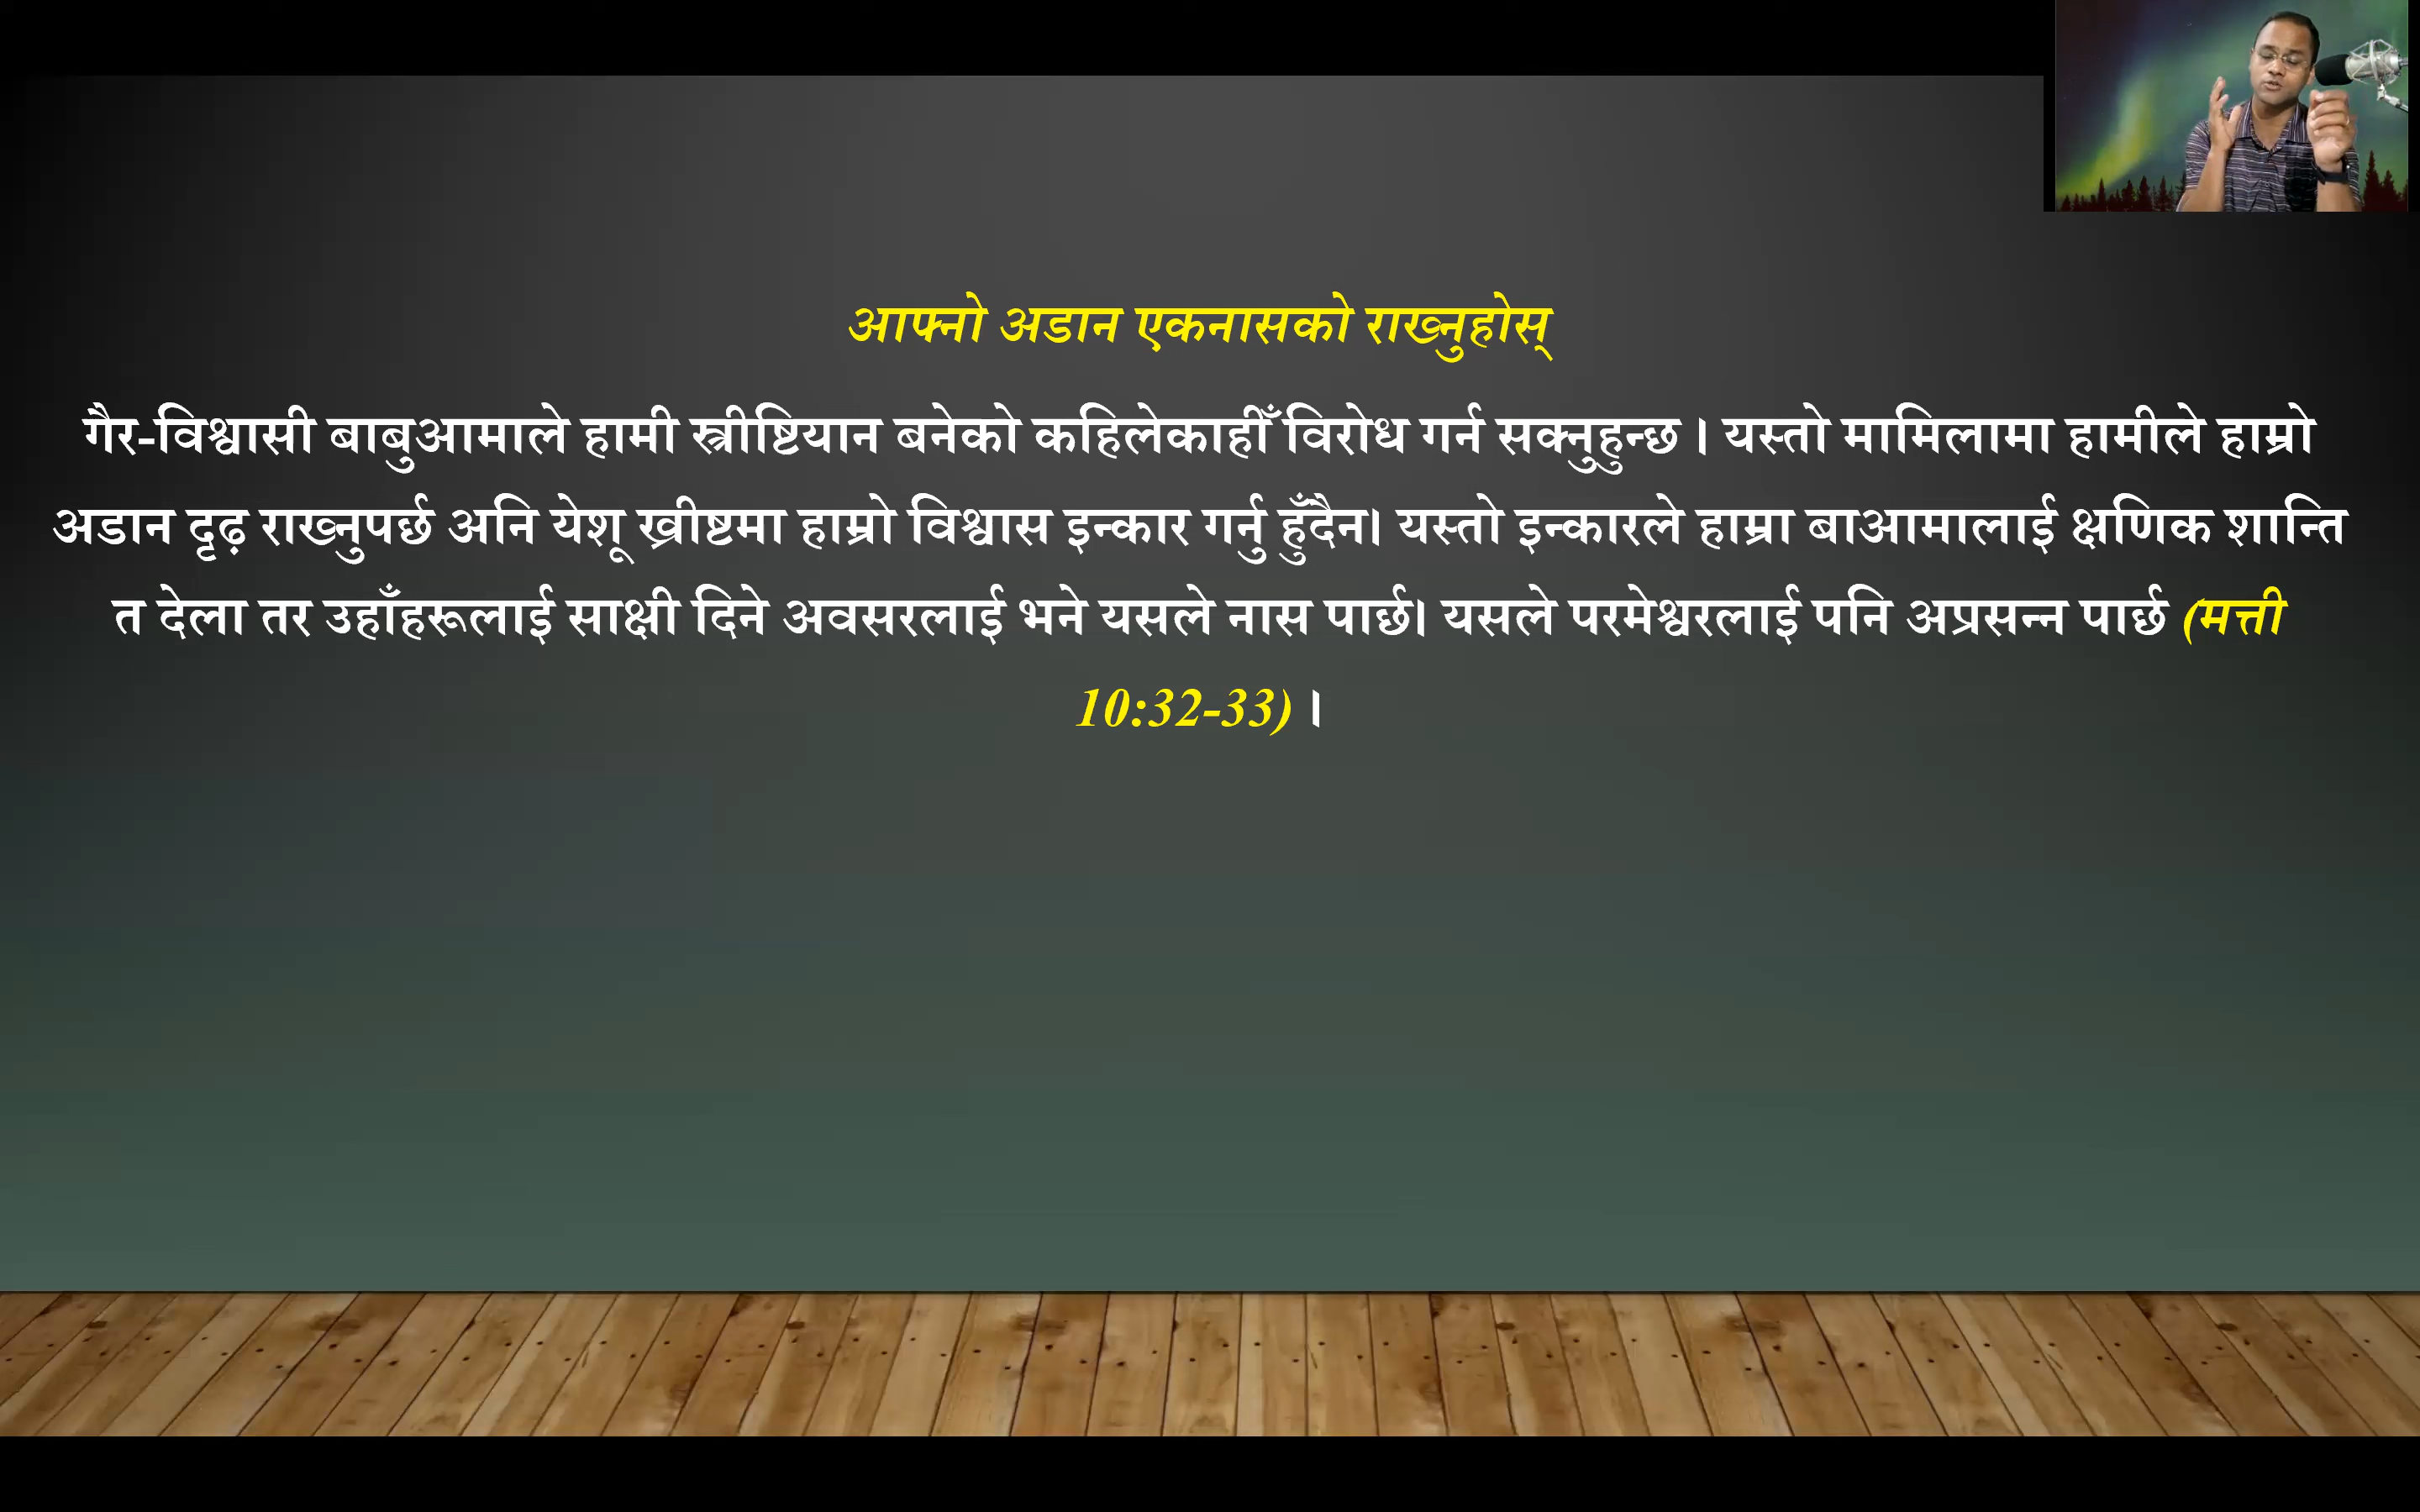 आफ्नो अडान एकनासको राख्नुहोस्
गैर-विश्वासी बाबुआमाले हामी ख्रीष्टियान बनेको कहिलेकाहीँ विरोध गर्न सक्नुहुन्छ । यस्तो मामिलामा हामीले हाम्रो
अडान दृढ़ राख्नुपर्छ अनि येशू ख्रीष्टमा हाम्रो विश्वास इन्कार गर्नु हुँदैन। यस्तो इन्कारले हाम्रा बाआमालाई क्षणिक शान्ति
त देला तर उहाँहरूलाई साक्षी दिने अवसरलाई भने यसले नास पार्छ। यसले परमेश्वरलाई पनि अप्रसन्न पार्छ (मत्ती
10:32-33) ।